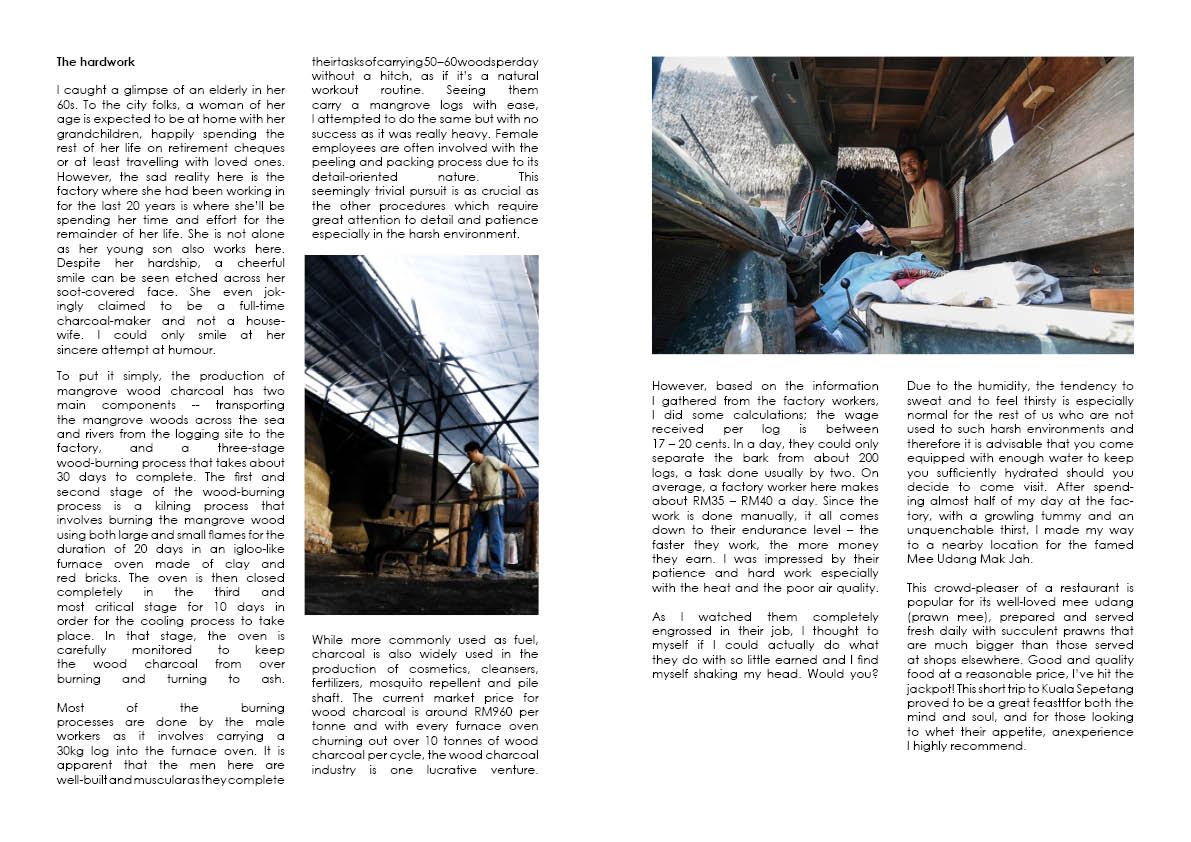 The hardwork
I caught a glimpse of an elderly in her
60s. To the city folks, a woman of her
age is expected to be at home with her
grandchildren, happily spending the
rest of her life on retirement cheques
or at least travelling with loved ones.
However, the sad reality here is the
factory where she had been working in
for the last 20 years is where she’ll be
spending her time and effort for the
remainder of her life. She is not alone
as her young son also works here.
Despite her hardship, a cheerful
smile can be seen etched across her
soot-covered face. She even jok-
ingly claimed to be a full-time
charcoal-maker and not a house-
wife. I could only smile at her
sincere attempt at humour.
To put it simply, the production of
mangrove wood charcoal has two
main components -- transporting
the mangrove woods across the sea
and rivers from the logging site to the
factory, and a three-stage
wood-burning process that takes about
30 days to complete. The first and
second stage of the wood-burning
process is a kilning process that
involves burning the mangrove wood
using both large and small flames for the
duration of 20 days in an igloo-like
furnace oven made of clay and
red bricks. The oven is then closed
completely in the third and
most critical stage for 10 days in
order for the cooling process to take
place. In that stage, the oven is
carefully monitored to keep
the wood charcoal from over
burning and turning to ash.
Most of the burning
processes are done by the male
workers as it involves carrying a
30kg log into the furnace oven. It is
apparent that the men here are
well-built and muscular as they complete
their tasks of carrying 50–60 woods per day
without a hitch, as if it’s a natural
workout routine. Seeing them
carry a mangrove logs with ease,
I attempted to do the same but with no
success as it was really heavy. Female
employees are often involved with the
peeling and packing process due to its
detail-oriented nature. This
seemingly trivial pursuit is as crucial as
the other procedures which require
great attention to detail and patience
especially in the harsh environment.
While more commonly used as fuel,
charcoal is also widely used in the
production of cosmetics, cleansers,
fertilizers, mosquito repellent and pile
shaft. The current market price for
wood charcoal is around RM960 per
tonne and with every furnace oven
churning out over 10 tonnes of wood
charcoal per cycle, the wood charcoal
industry is one lucrative venture.
However, based on the information
I gathered from the factory workers,
I did some calculations; the wage
received per log is between
17 – 20 cents. In a day, they could only
separate the bark from about 200
logs, a task done usually by two. On
average, a factory worker here makes
about RM35 – RM40 a day. Since the
work is done manually, it all comes
down to their endurance level – the
faster they work, the more money
they earn. I was impressed by their
patience and hard work especially
with the heat and the poor air quality.
As I watched them completely
engrossed in their job, I thought to
myself if I could actually do what
they do with so little earned and I find
myself shaking my head. Would you?
Due to the humidity, the tendency to
sweat and to feel thirsty is especially
normal for the rest of us who are not
used to such harsh environments and
therefore it is advisable that you come
equipped with enough water to keep
you sufficiently hydrated should you
decide to come visit. After spend-
ing almost half of my day at the fac-
tory, with a growling tummy and an
unquenchable thirst, I made my way
to a nearby location for the famed
Mee Udang Mak Jah.
This crowd-pleaser of a restaurant is
popular for its well-loved mee udang
(prawn mee), prepared and served
fresh daily with succulent prawns that
are much bigger than those served
at shops elsewhere. Good and quality
food at a reasonable price, I’ve hit the
jackpot! This short trip to Kuala Sepetang
proved to be a great feastffor both the
mind and soul, and for those looking
to whet their appetite, anexperience
I highly recommend.